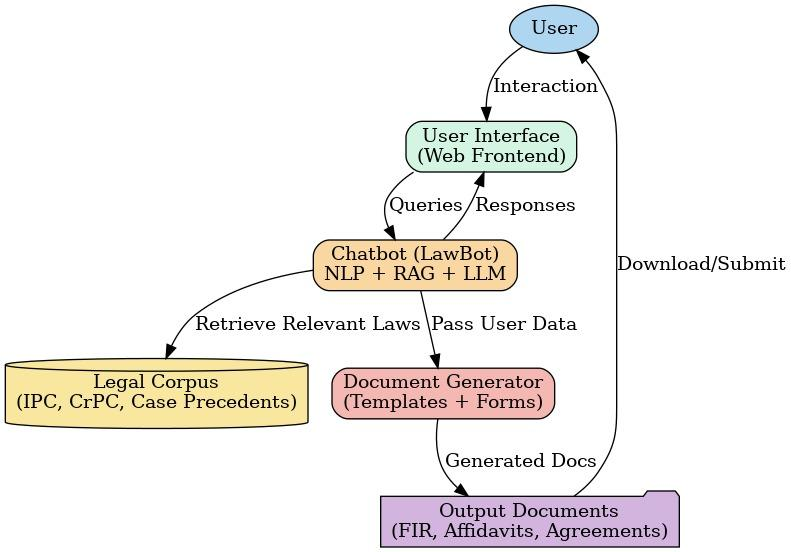 User
Interaction
User Interface
(Web Frontend)
Queries
Responses
Chatbot (LawBot)
NLP + RAG + LLM
Download/Submit
Retrieve Relevant Laws
Pass User Data
Legal Corpus
(IPC, CrPC, Case Precedents)
Document Generator
(Templates + Forms)
Generated Docs
Output Documents
(FIR, Affidavits, Agreements)